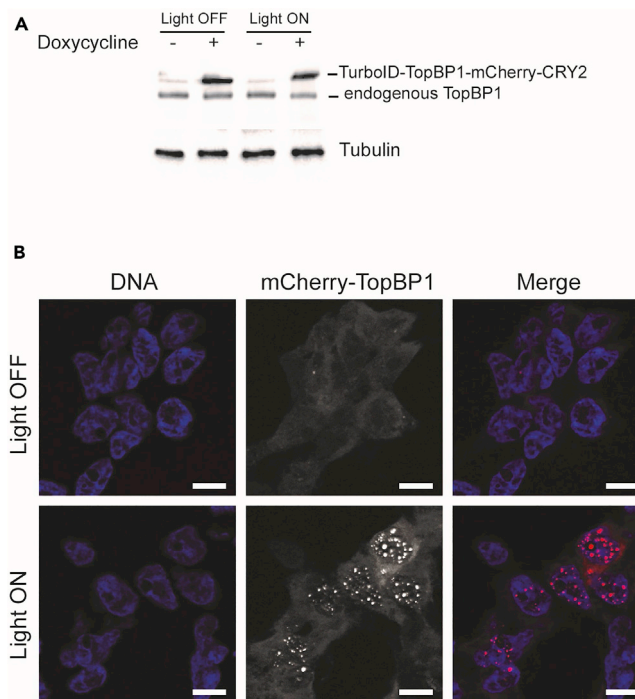 A
Light OFF Light ON
Doxycycline - + - +
TurboID-TopBP1-mCherry-CRY2
endogenous TopBP1
Tubulin
B
DNA mCherry-TopBP1 Merge
Light OFF
Light ON